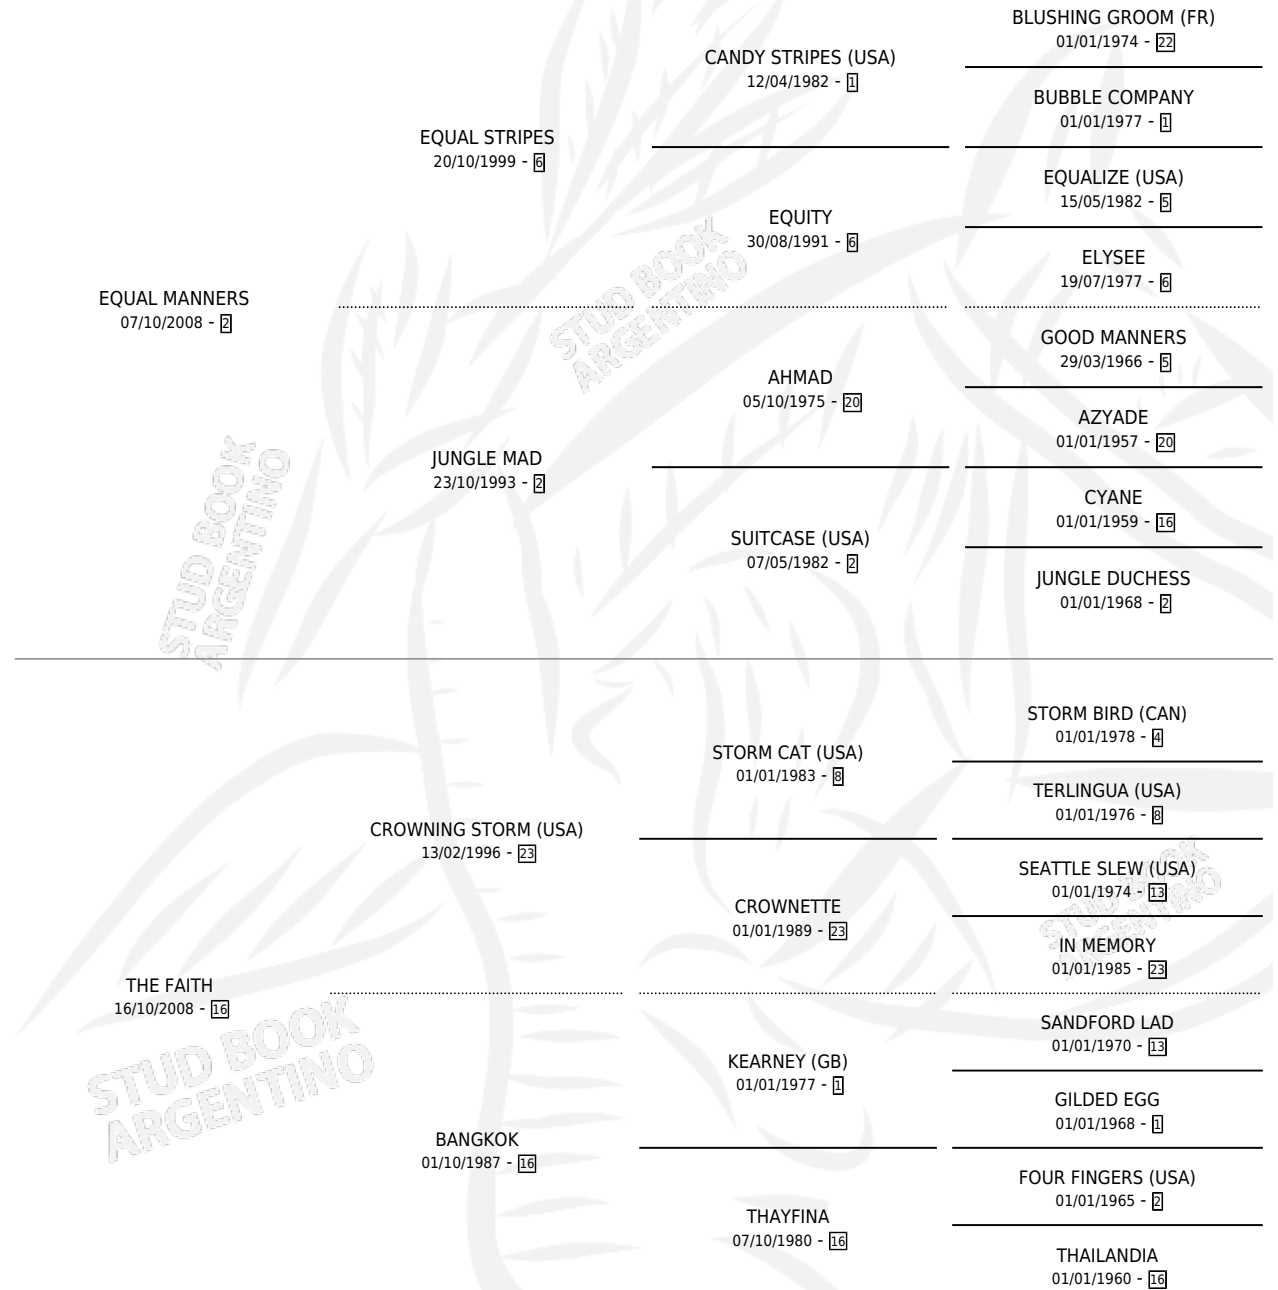 BLUSHING GROOM (FR)
01/01/1974 - 22
CANDY STRIPES (USA)
12/04/1982 - 1
BUBBLE COMPANY
01/01/1977 - 1
EQUAL STRIPES
20/10/1999 - 6
EQUALIZE (USA)
15/05/1982 - 5
EQUITY
30/08/1991 - 6
ELYSEE
19/07/1977 - 6
EQUAL MANNERS
07/10/2008 - 2
GOOD MANNERS
29/03/1966 - 5
AHMAD
05/10/1975 - 20
AZYADE
01/01/1957 - 20
JUNGLE MAD
23/10/1993 - 2
CYANE
01/01/1959 - 16
SUITCASE (USA)
07/05/1982 - 2
JUNGLE DUCHESS
01/01/1968 - 2
STORM BIRD (CAN)
01/01/1978 - 4
STORM CAT (USA)
01/01/1983 - 8
TERLINGUA (USA)
01/01/1976 - 8
CROWNING STORM (USA)
13/02/1996 - 23
SEATTLE SLEW (USA)
01/01/1974 - 13
CROWNETTE
01/01/1989 - 23
IN MEMORY
01/01/1985 - 23
THE FAITH
16/10/2008 - 16
SANDFORD LAD
01/01/1970 - 13
KEARNEY (GB)
01/01/1977 - 1
GILDED EGG
01/01/1968 - 1
BANGKOK
01/10/1987 - 16
FOUR FINGERS (USA)
01/01/1965 - 2
THAYFINA
07/10/1980 - 16
THAILANDIA
01/01/1960 - 16
STUD BOOK
ARGENTINO
STUD BOOK
ARGENTINO
STUD BOOK
ARGENTINO
STUD BOOK
ARGENTINO